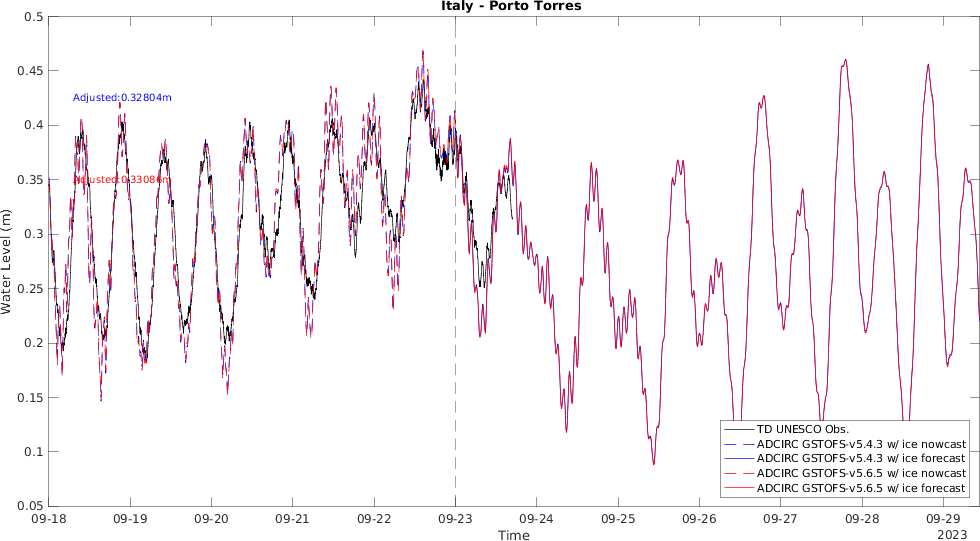 Italy - Porto Torres
Water Level (m)
0.5
0.45
0.4
0.35
0.3
0.25
0.2
0.15
0.1
0.05
Adjusted:0.32804m
Adjusted:0.33086m
TD UNESCO Obs.
ADCIRC GSTOFS-v5.4.3 w/ ice nowcast
ADCIRC GSTOFS-v5.4.3 w/ ice forecast
ADCIRC GSTOFS-v5.6.5 w/ ice nowcast
ADCIRC GSTOFS-v5.6.5 w/ ice forecast
09-18 09-19 09-20 09-21 09-22 09-23 09-24 09-25 09-26 09-27 09-28 09-29
Time
2023